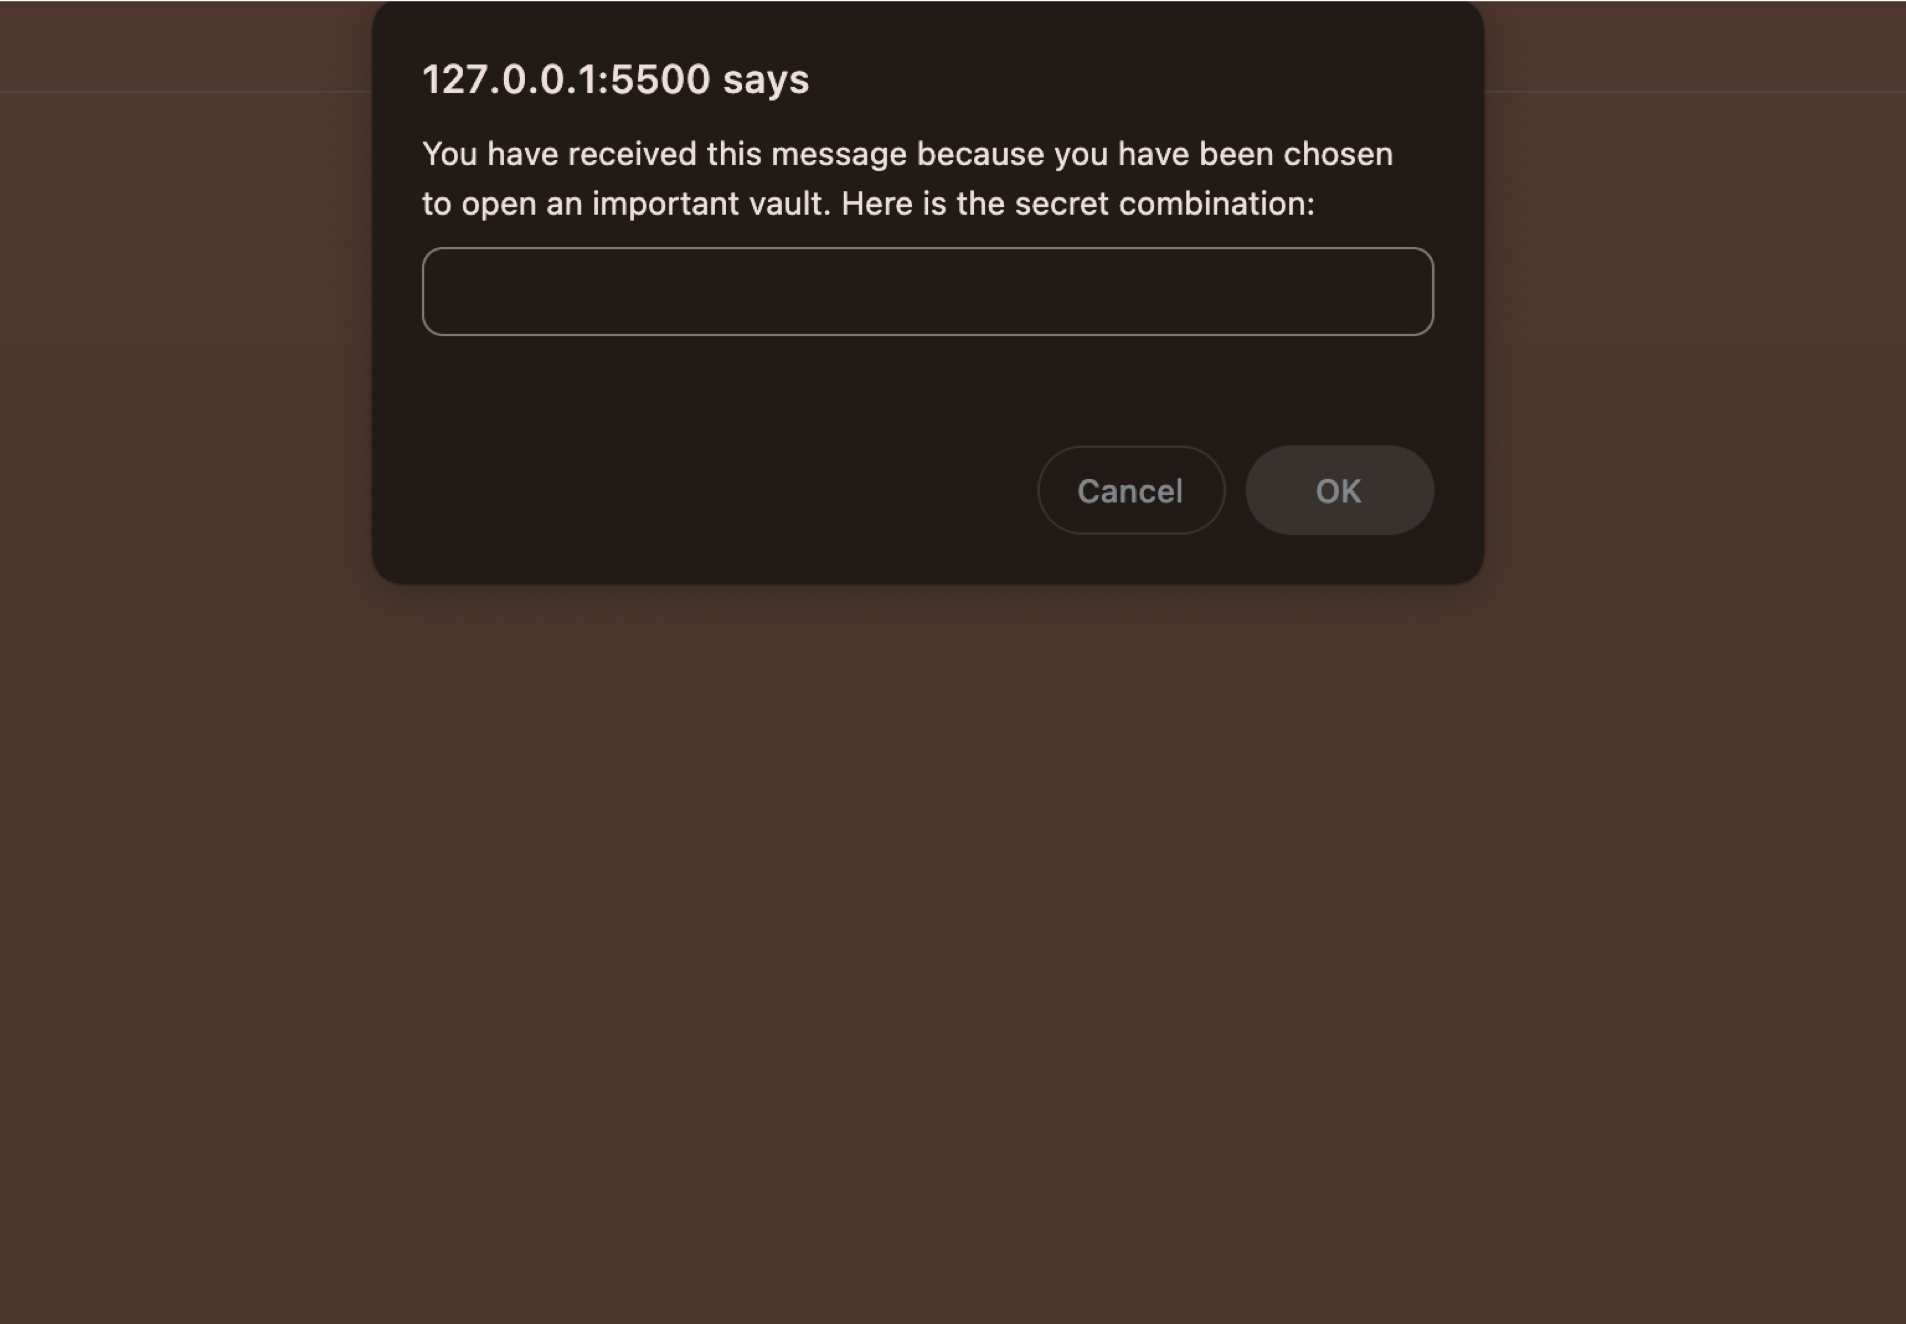 127.0.0.1:5500 says
You have received this message because you have been chosen
to open an important vault. Here is the secret combination:
Cancel
OK